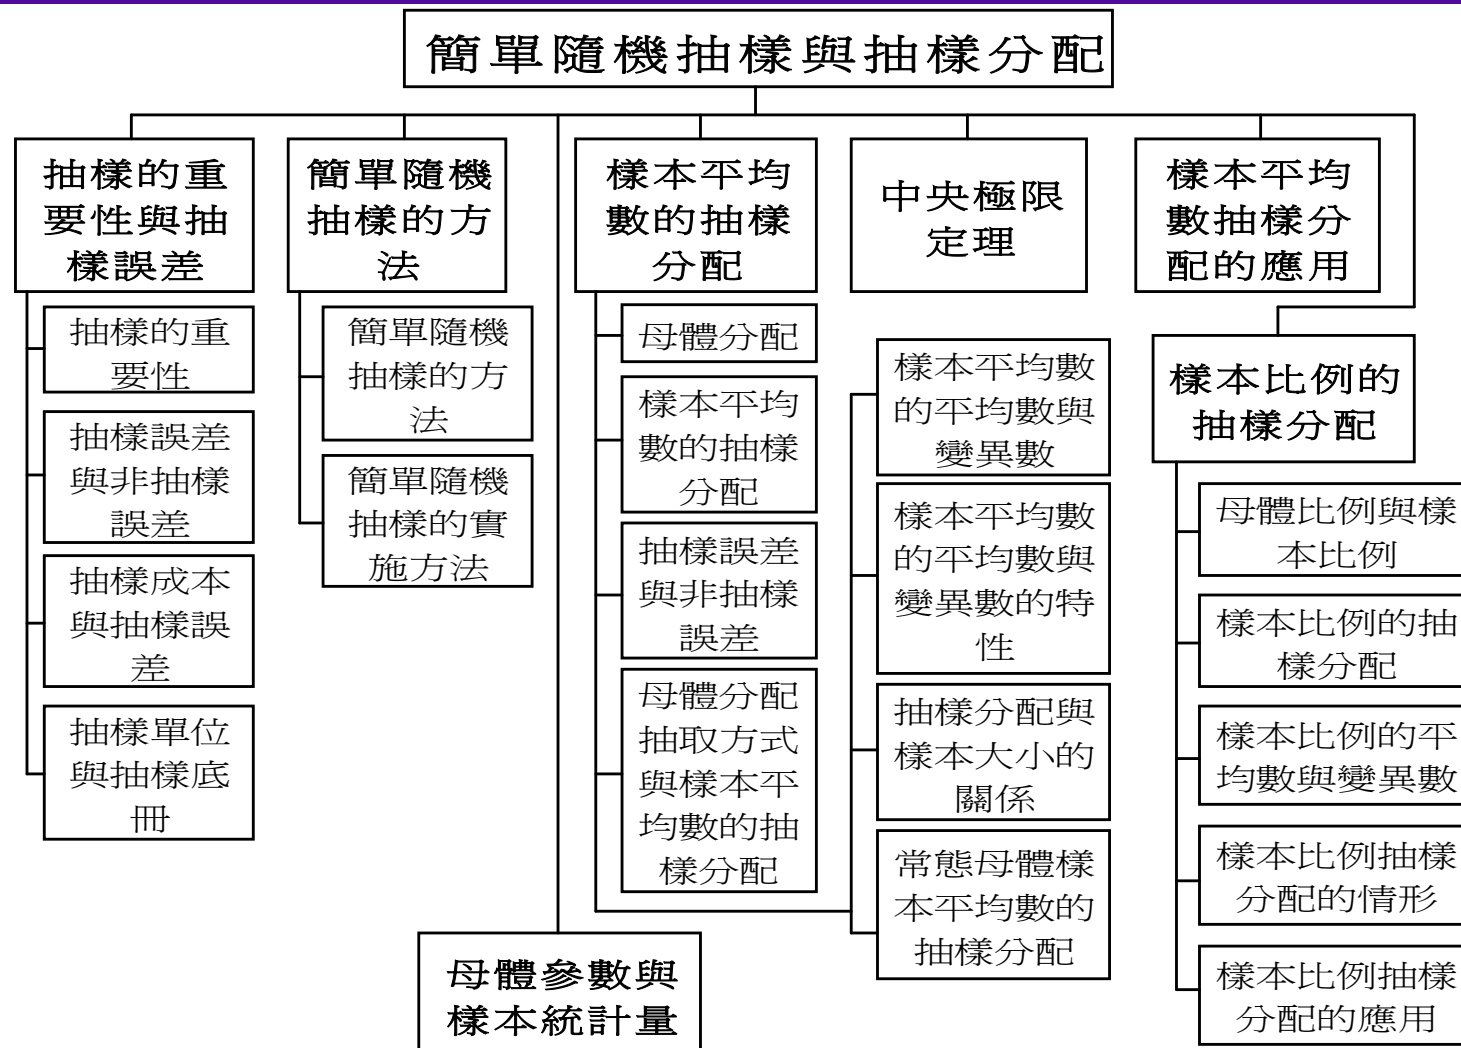 簡單隨機抽樣與抽樣分配
抽樣的重
要性與抽
樣誤差
抽樣的重
要性
抽樣誤差
與非抽樣
誤差
抽樣成本
與抽樣誤
差
抽樣單位
與抽樣底
冊
簡單隨機
抽樣的方
法
簡單隨機
抽樣的方
法
簡單隨機
抽樣的實
施方法
母體參數與
樣本統計量
樣本平均
數的抽樣
分配
母體分配
樣本平均
數的抽樣
分配
抽樣誤差
與非抽樣
誤差
母體分配
抽取方式
與樣本平
均數的抽
樣分配
樣本平均數
的平均數與
變異數
樣本平均數
的平均數與
變異數的特
性
抽樣分配與
樣本大小的
關係
常態母體樣
本平均數的
抽樣分配
中央極限
定理
樣本平均
數抽樣分
配的應用
樣本比例的
抽樣分配
母體比例與樣
本比例
樣本比例的抽
樣分配
樣本比例的平
均數與變異數
樣本比例抽樣
分配的情形
樣本比例抽樣
分配的應用